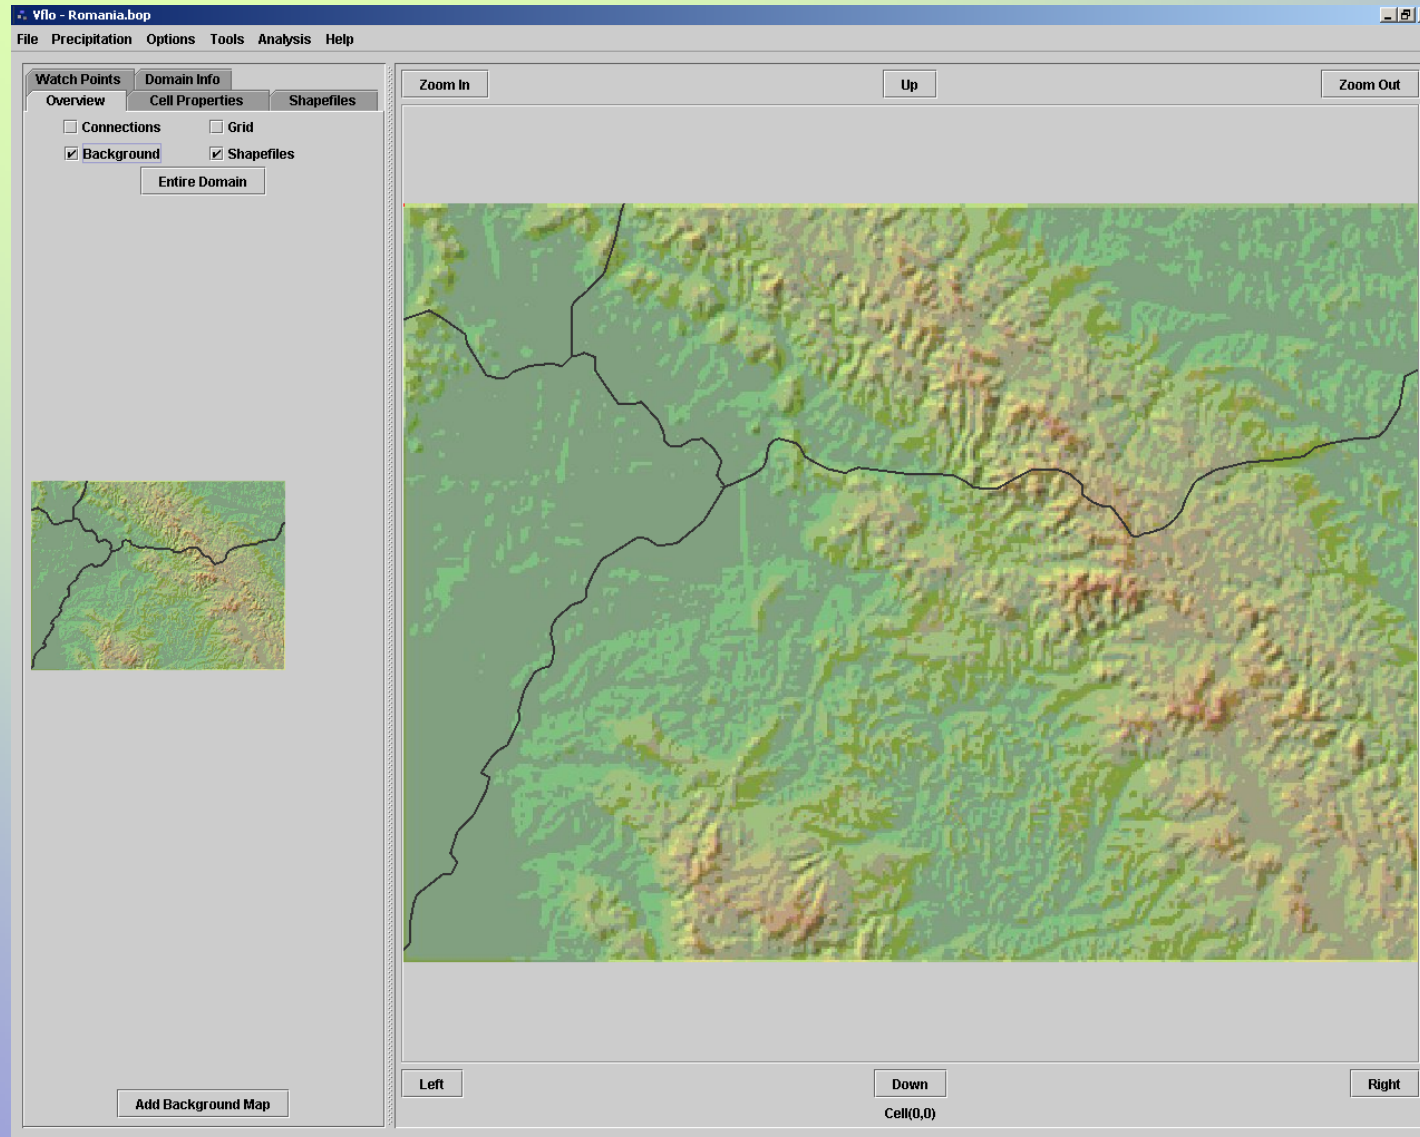 Vflo - Romania.bop
File Precipitation Options Tools Analysis Help
Watch Points Domain Info
Overview Cell Properties Shapefiles
Connections Grid
Background Shapefiles
Entire Domain
Add Background Map
Zoom In Up Zoom Out
Left Down Right
Cell(0,0)